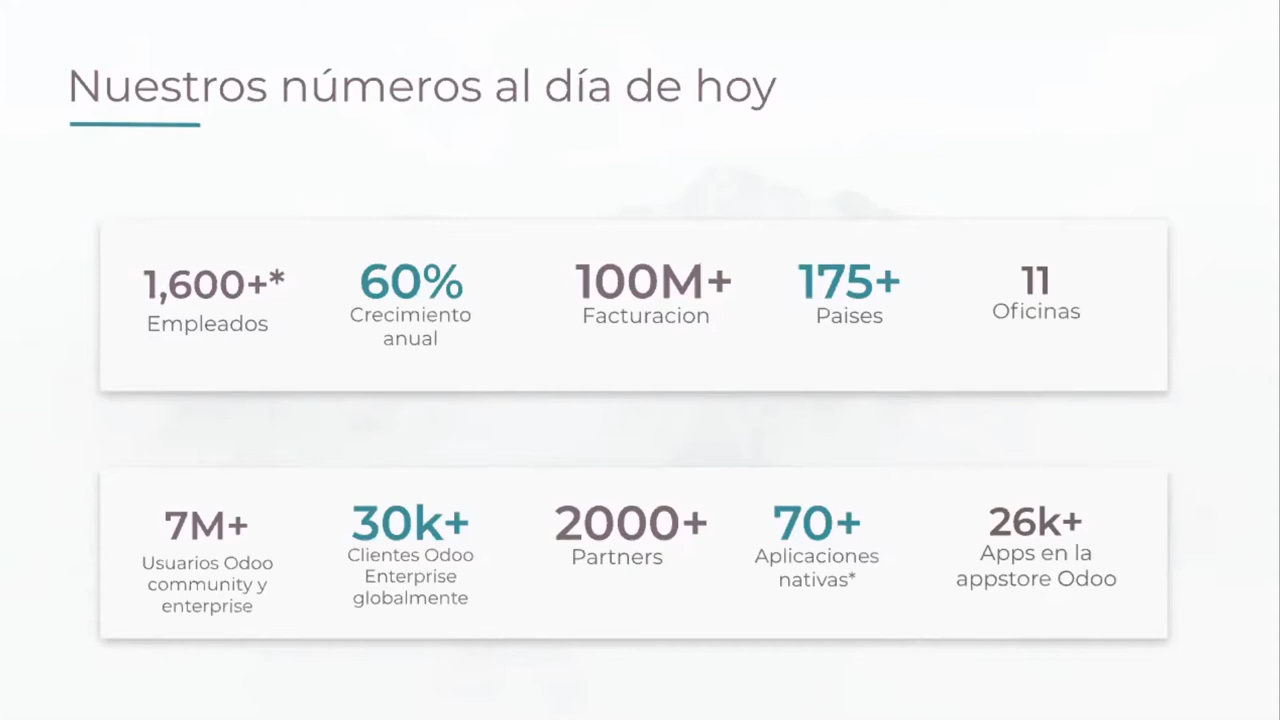 Nuestros números al día de hoy
1,600+*
Empleados
60%
Crecimiento
anual
100M+
Facturacion
175+
Paises
11
Oficinas
7M+
Usuarios Odoo
community y
enterprise
30k+
Clientes Odoo
Enterprise
globalmente
2000+
Partners
70+
Aplicaciones
nativas*
26k+
Apps en la
appstore Odoo